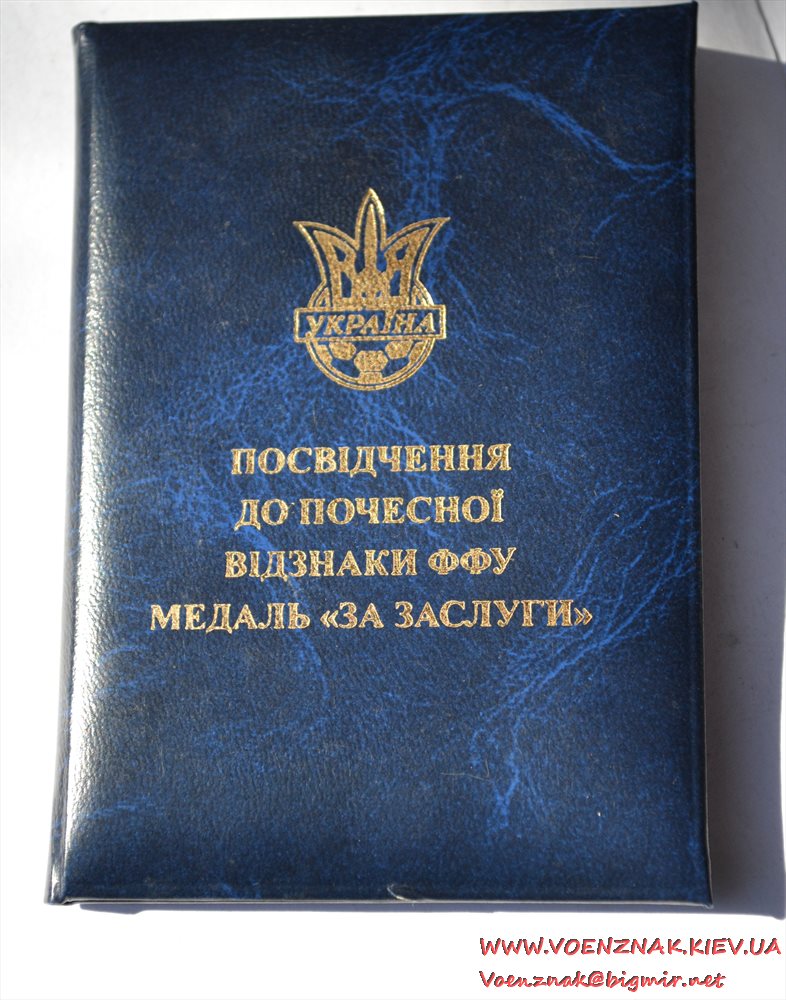 УКРАЇНА
ПОСВІДЧЕННЯ
ДО ПОЧЕСНОЇ
ВІДЗНАКИ ФФУ
МЕДАЛЬ «ЗА ЗАСЛУГИ»
WWW.VOENZNAK.KIEV.UA
Voenznak@bigmir.net